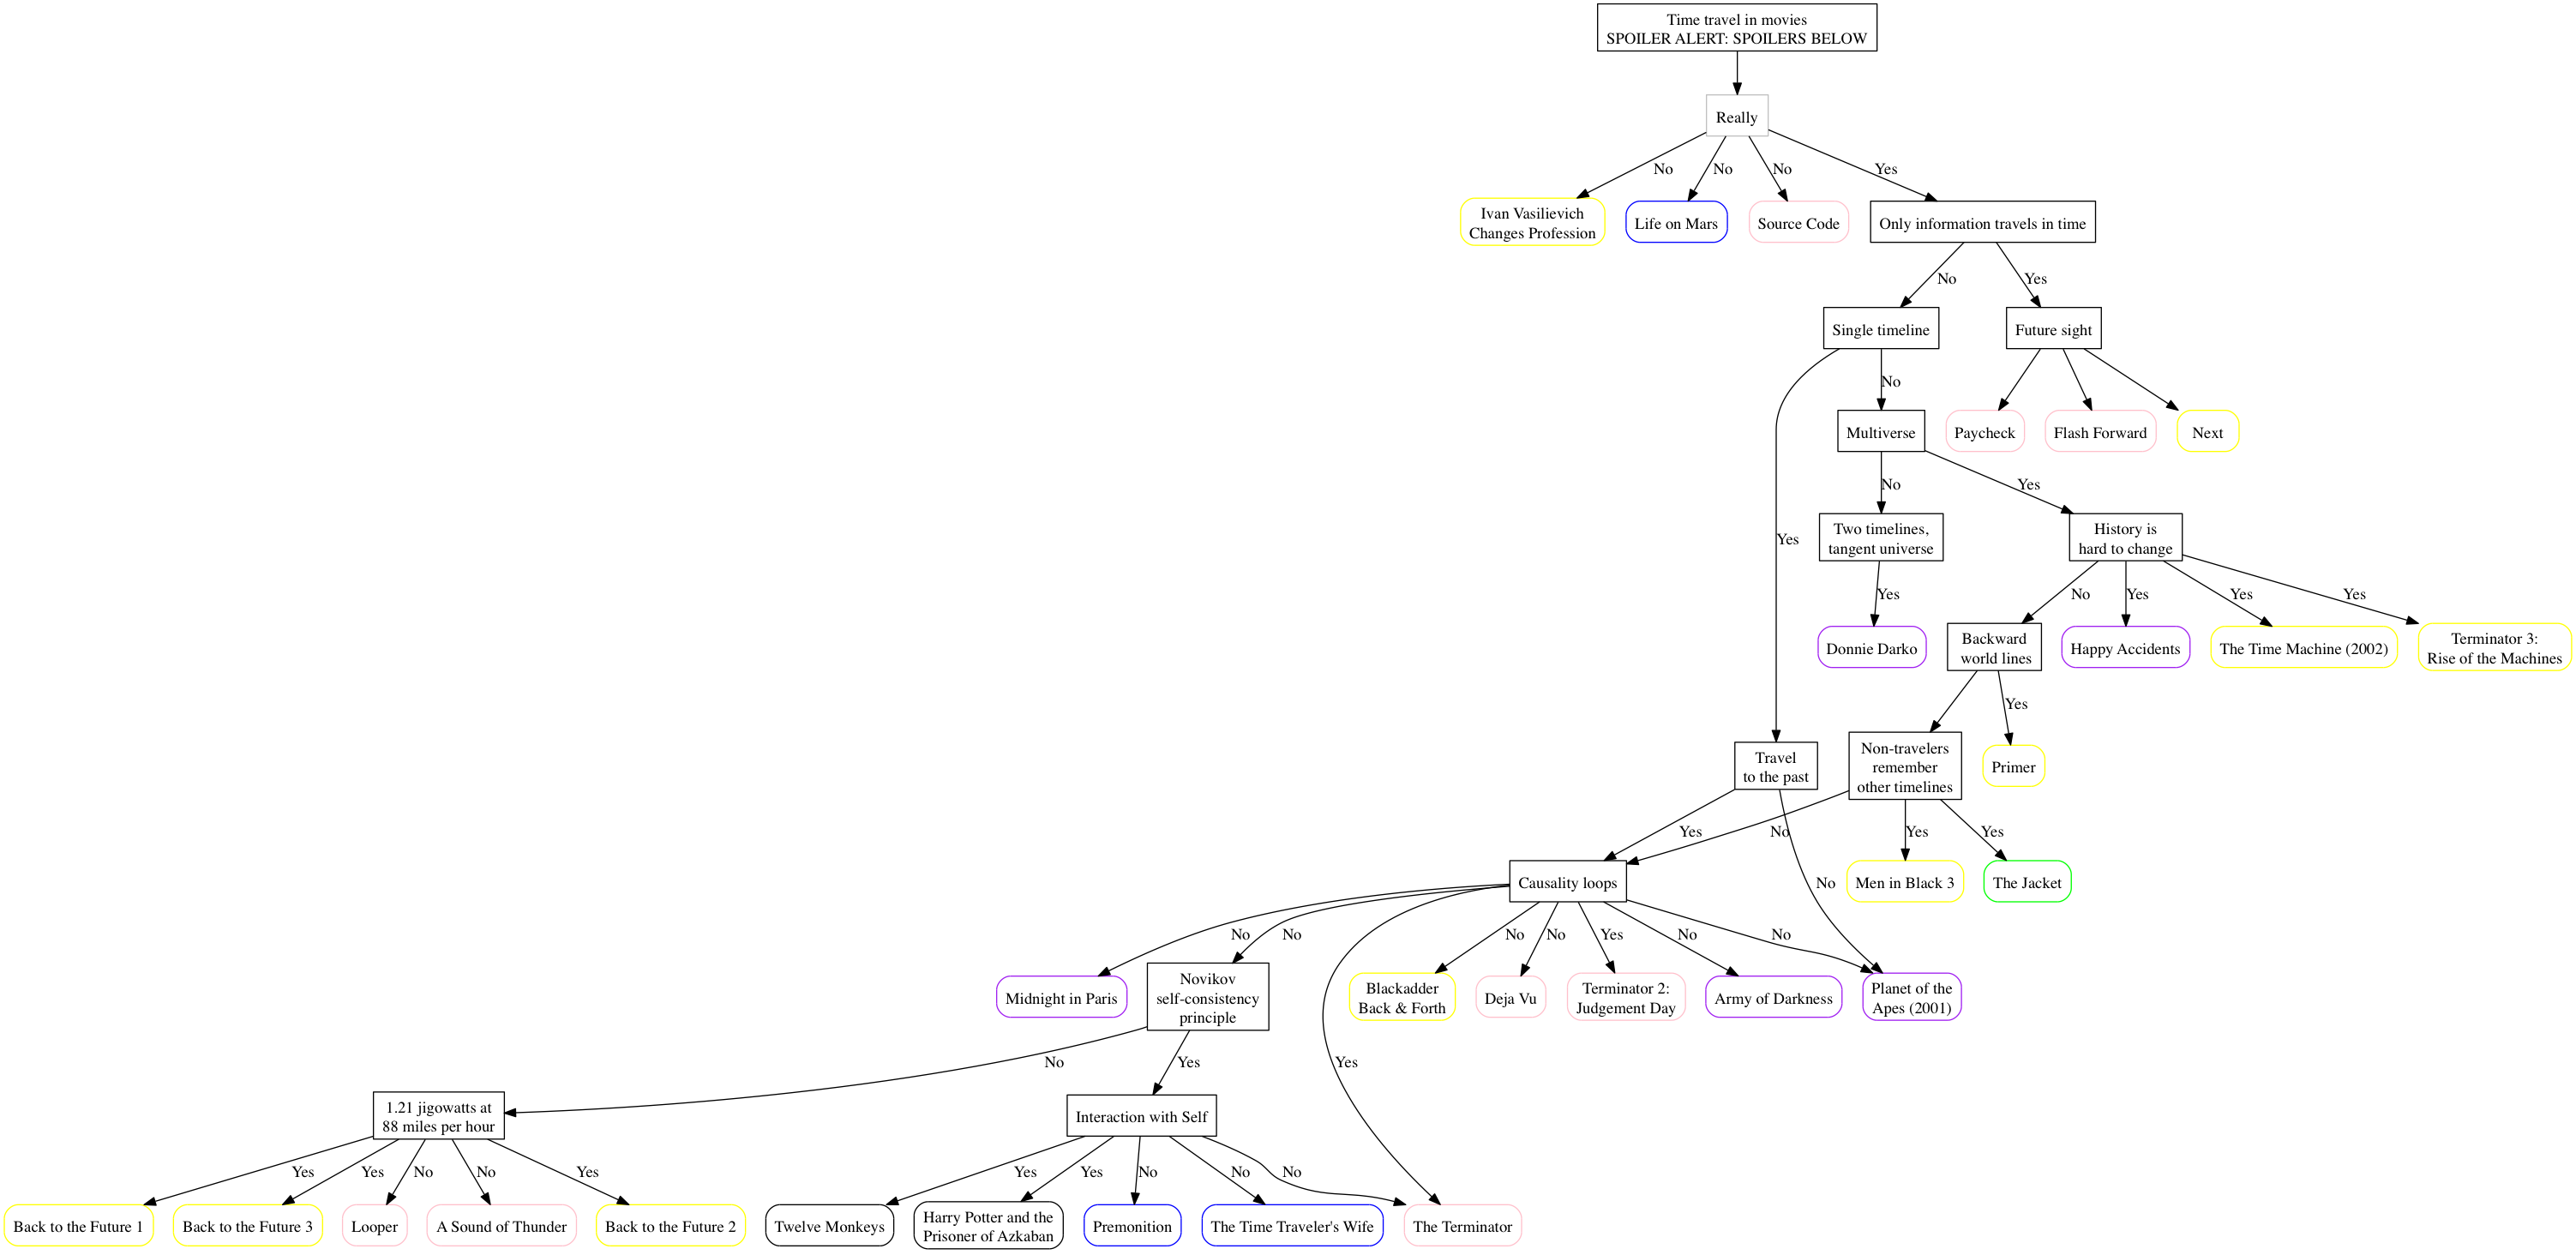 Time travel in movies
SPOILER ALERT: SPOILERS BELOW
Really
No
No
No
Yes
Ivan Vasilievich
Changes Profession
Life on Mars
Source Code
Only information travels in time
No
Yes
Single timeline
Future sight
No
Multiverse
Paycheck
Flash Forward
Next
No
Yes
Yes
Two timelines,
tangent universe
History is
hard to change
Yes
No
Yes
Yes
Yes
Donnie Darko
Backward
world lines
Happy Accidents
The Time Machine (2002)
Terminator 3:
Rise of the Machines
Yes
Travel
to the past
Non-travelers
remember
other timelines
Primer
Yes
No
Yes
Yes
No
Causality loops
Men in Black 3
The Jacket
No
No
No
No
Yes
No
No
Midnight in Paris
Novikov
self-consistency
principle
Blackadder
Back & Forth
Deja Vu
Terminator 2:
Judgement Day
Army of Darkness
Planet of the
Apes (2001)
No
Yes
Yes
1.21 jigowatts at
88 miles per hour
Interaction with Self
Yes
Yes
No
No
Yes
Yes
Yes
No
No
No
Back to the Future 1
Back to the Future 3
Looper
A Sound of Thunder
Back to the Future 2
Twelve Monkeys
Harry Potter and the
Prisoner of Azkaban
Premonition
The Time Traveler's Wife
The Terminator